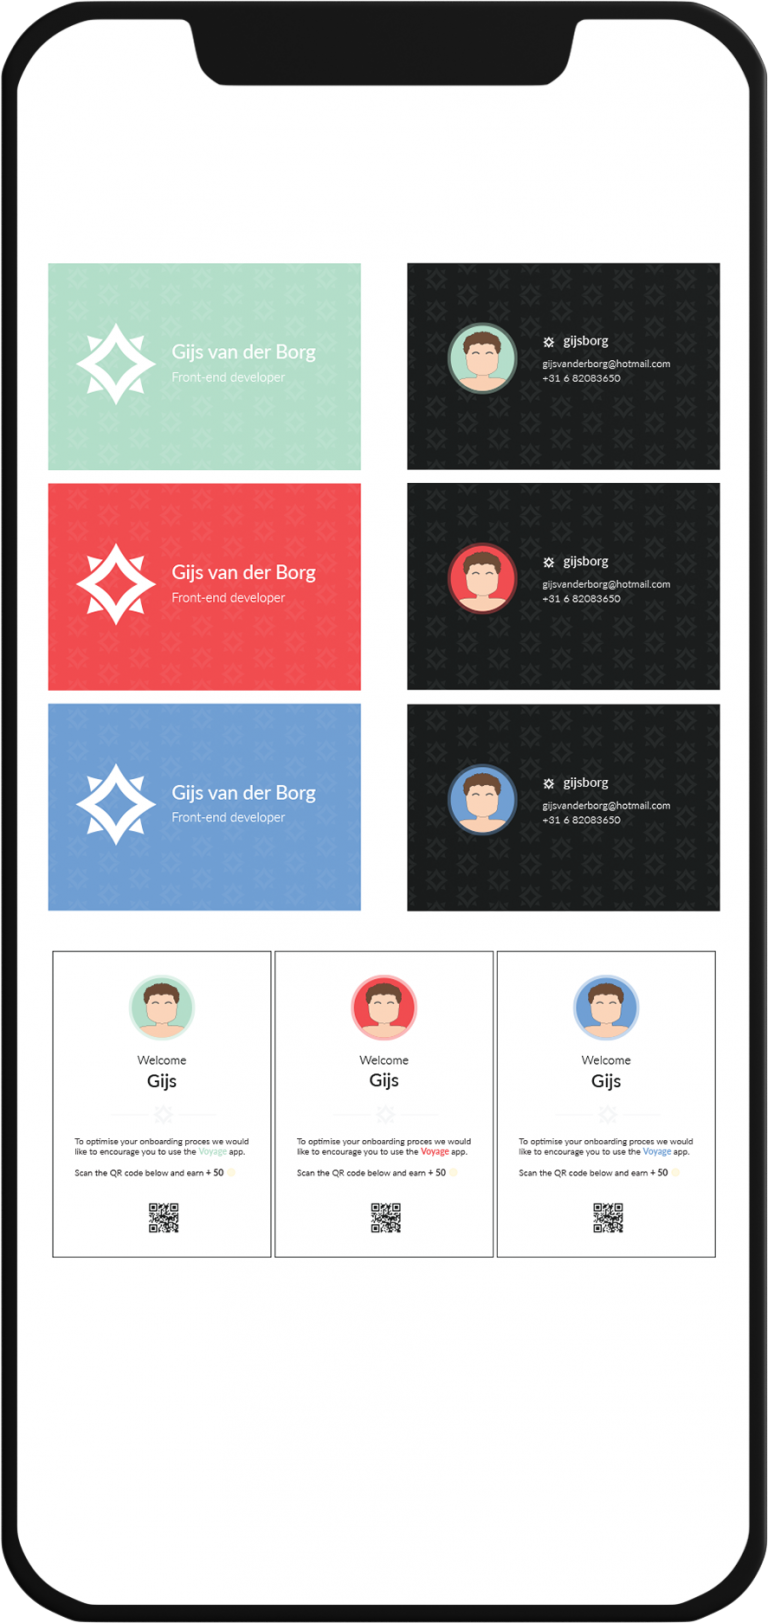 Gijs van der Borg
Front-end developer
gijsborg
gijsvanderborg@hotmail.com
+31 6 82083650
Gijs van der Borg
Front-end developer
gijsborg
gijsvanderborg@hotmail.com
+31 6 82083650
Gijs van der Borg
Front-end developer
gijsborg
gijsvanderborg@hotmail.com
+31 6 82083650
Welcome
Gijs
To optimise your onboarding proces we would
like to encourage you to use the Voyage app.
Scan the QR code below and earn + 50
Welcome
Gijs
To optimise your onboarding proces we would
like to encourage you to use the Voyage app.
Scan the QR code below and earn + 50
Welcome
Gijs
To optimise your onboarding proces we would
like to encourage you to use the Voyage app.
Scan the QR code below and earn + 50